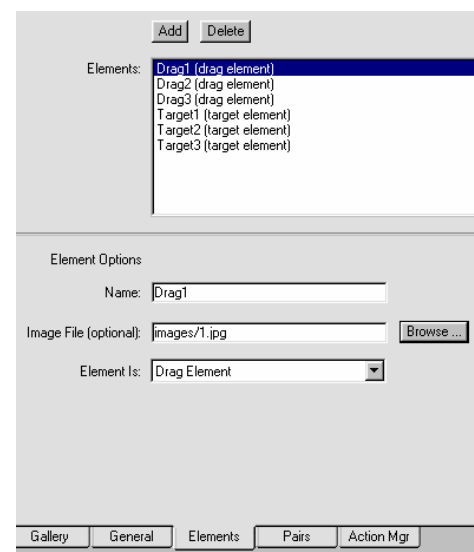 Add Delete
Elements: Drag1 (drag element)
Drag2 (drag element)
Drag3 (drag element)
Target1 (target element)
Target2 (target element)
Target3 (target element)
Element Options
Name: Drag1
Image File (optional): images/1.jpg Browse ...
Element Is: Drag Element
Gallery General Elements Pairs Action Mgr